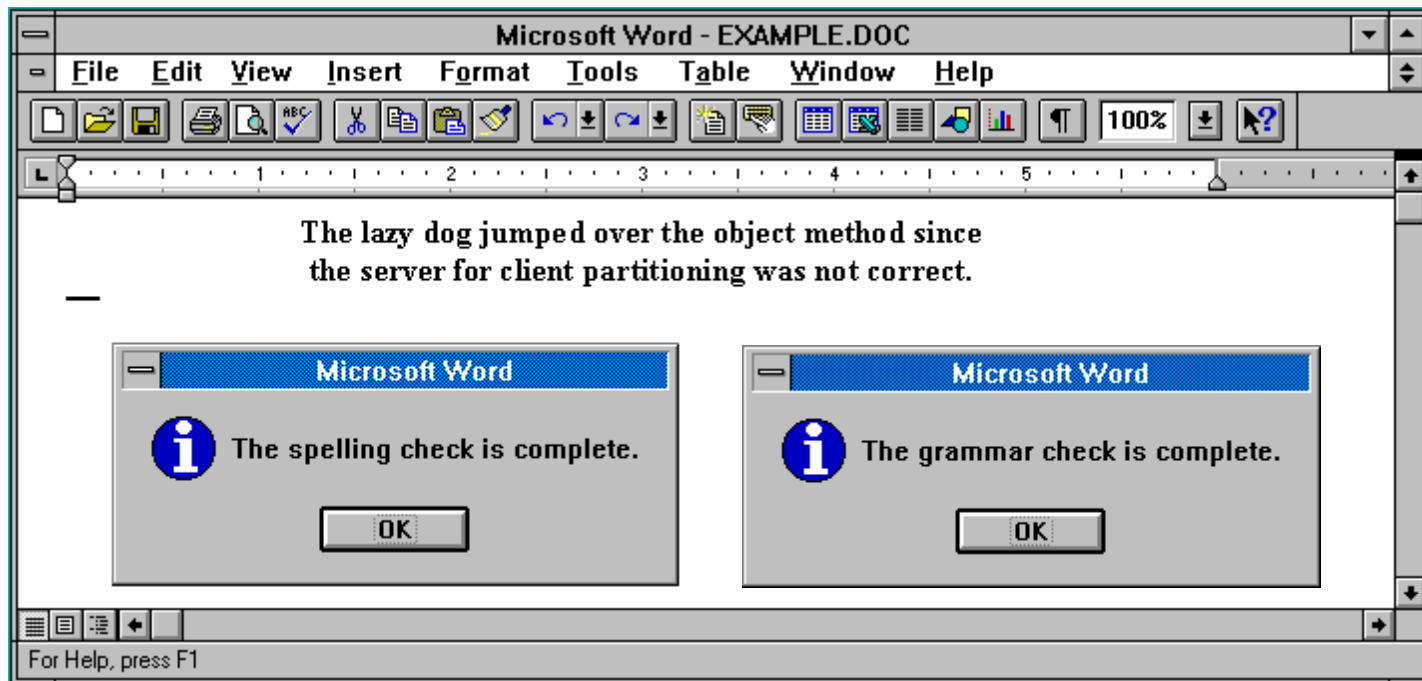 Microsoft Word - EXAMPLE.DOC
File Edit View Insert Format Tools Table Window Help
ABC 100% ?
L 1 2 3 4 5
The lazy dog jumped over the object method since
the server for client partitioning was not correct.
Microsoft Word
The spelling check is complete.
OK
Microsoft Word
The grammar check is complete.
OK
For Help, press F1